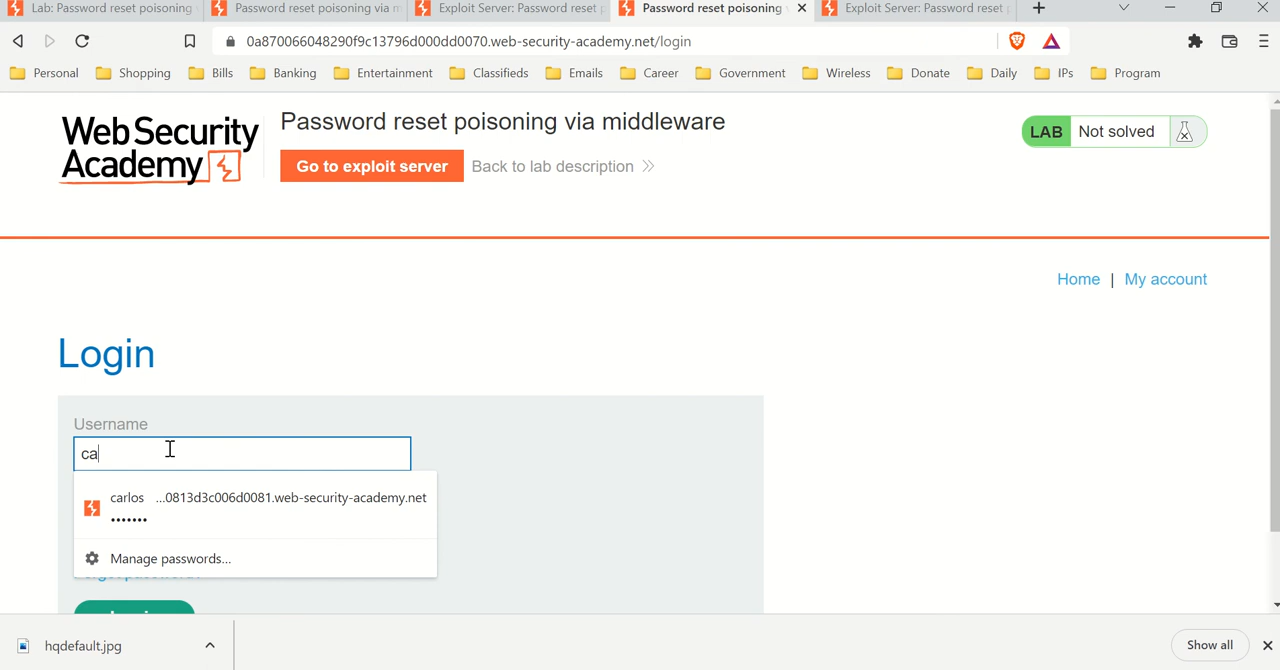 Lab: Password reset poisoning
Password reset poisoning via m
Exploit Server: Password reset p
Password reset poisoning
Exploit Server: Password reset p
0a870066048290f9c13796d000dd0070.web-security-academy.net/login
Personal Shopping Bills Banking Entertainment Classifieds Emails Career Government Wireless Donate Daily IPs Program
WebSecurity
Academy
Password reset poisoning via middleware
Go to exploit server
Back to lab description
LAB Not solved
Home | My account
Login
Username
ca
carlos ...0813d3c006d0081.web-security-academy.net
•••••••
Manage passwords...
hqdefault.jpg
Show all